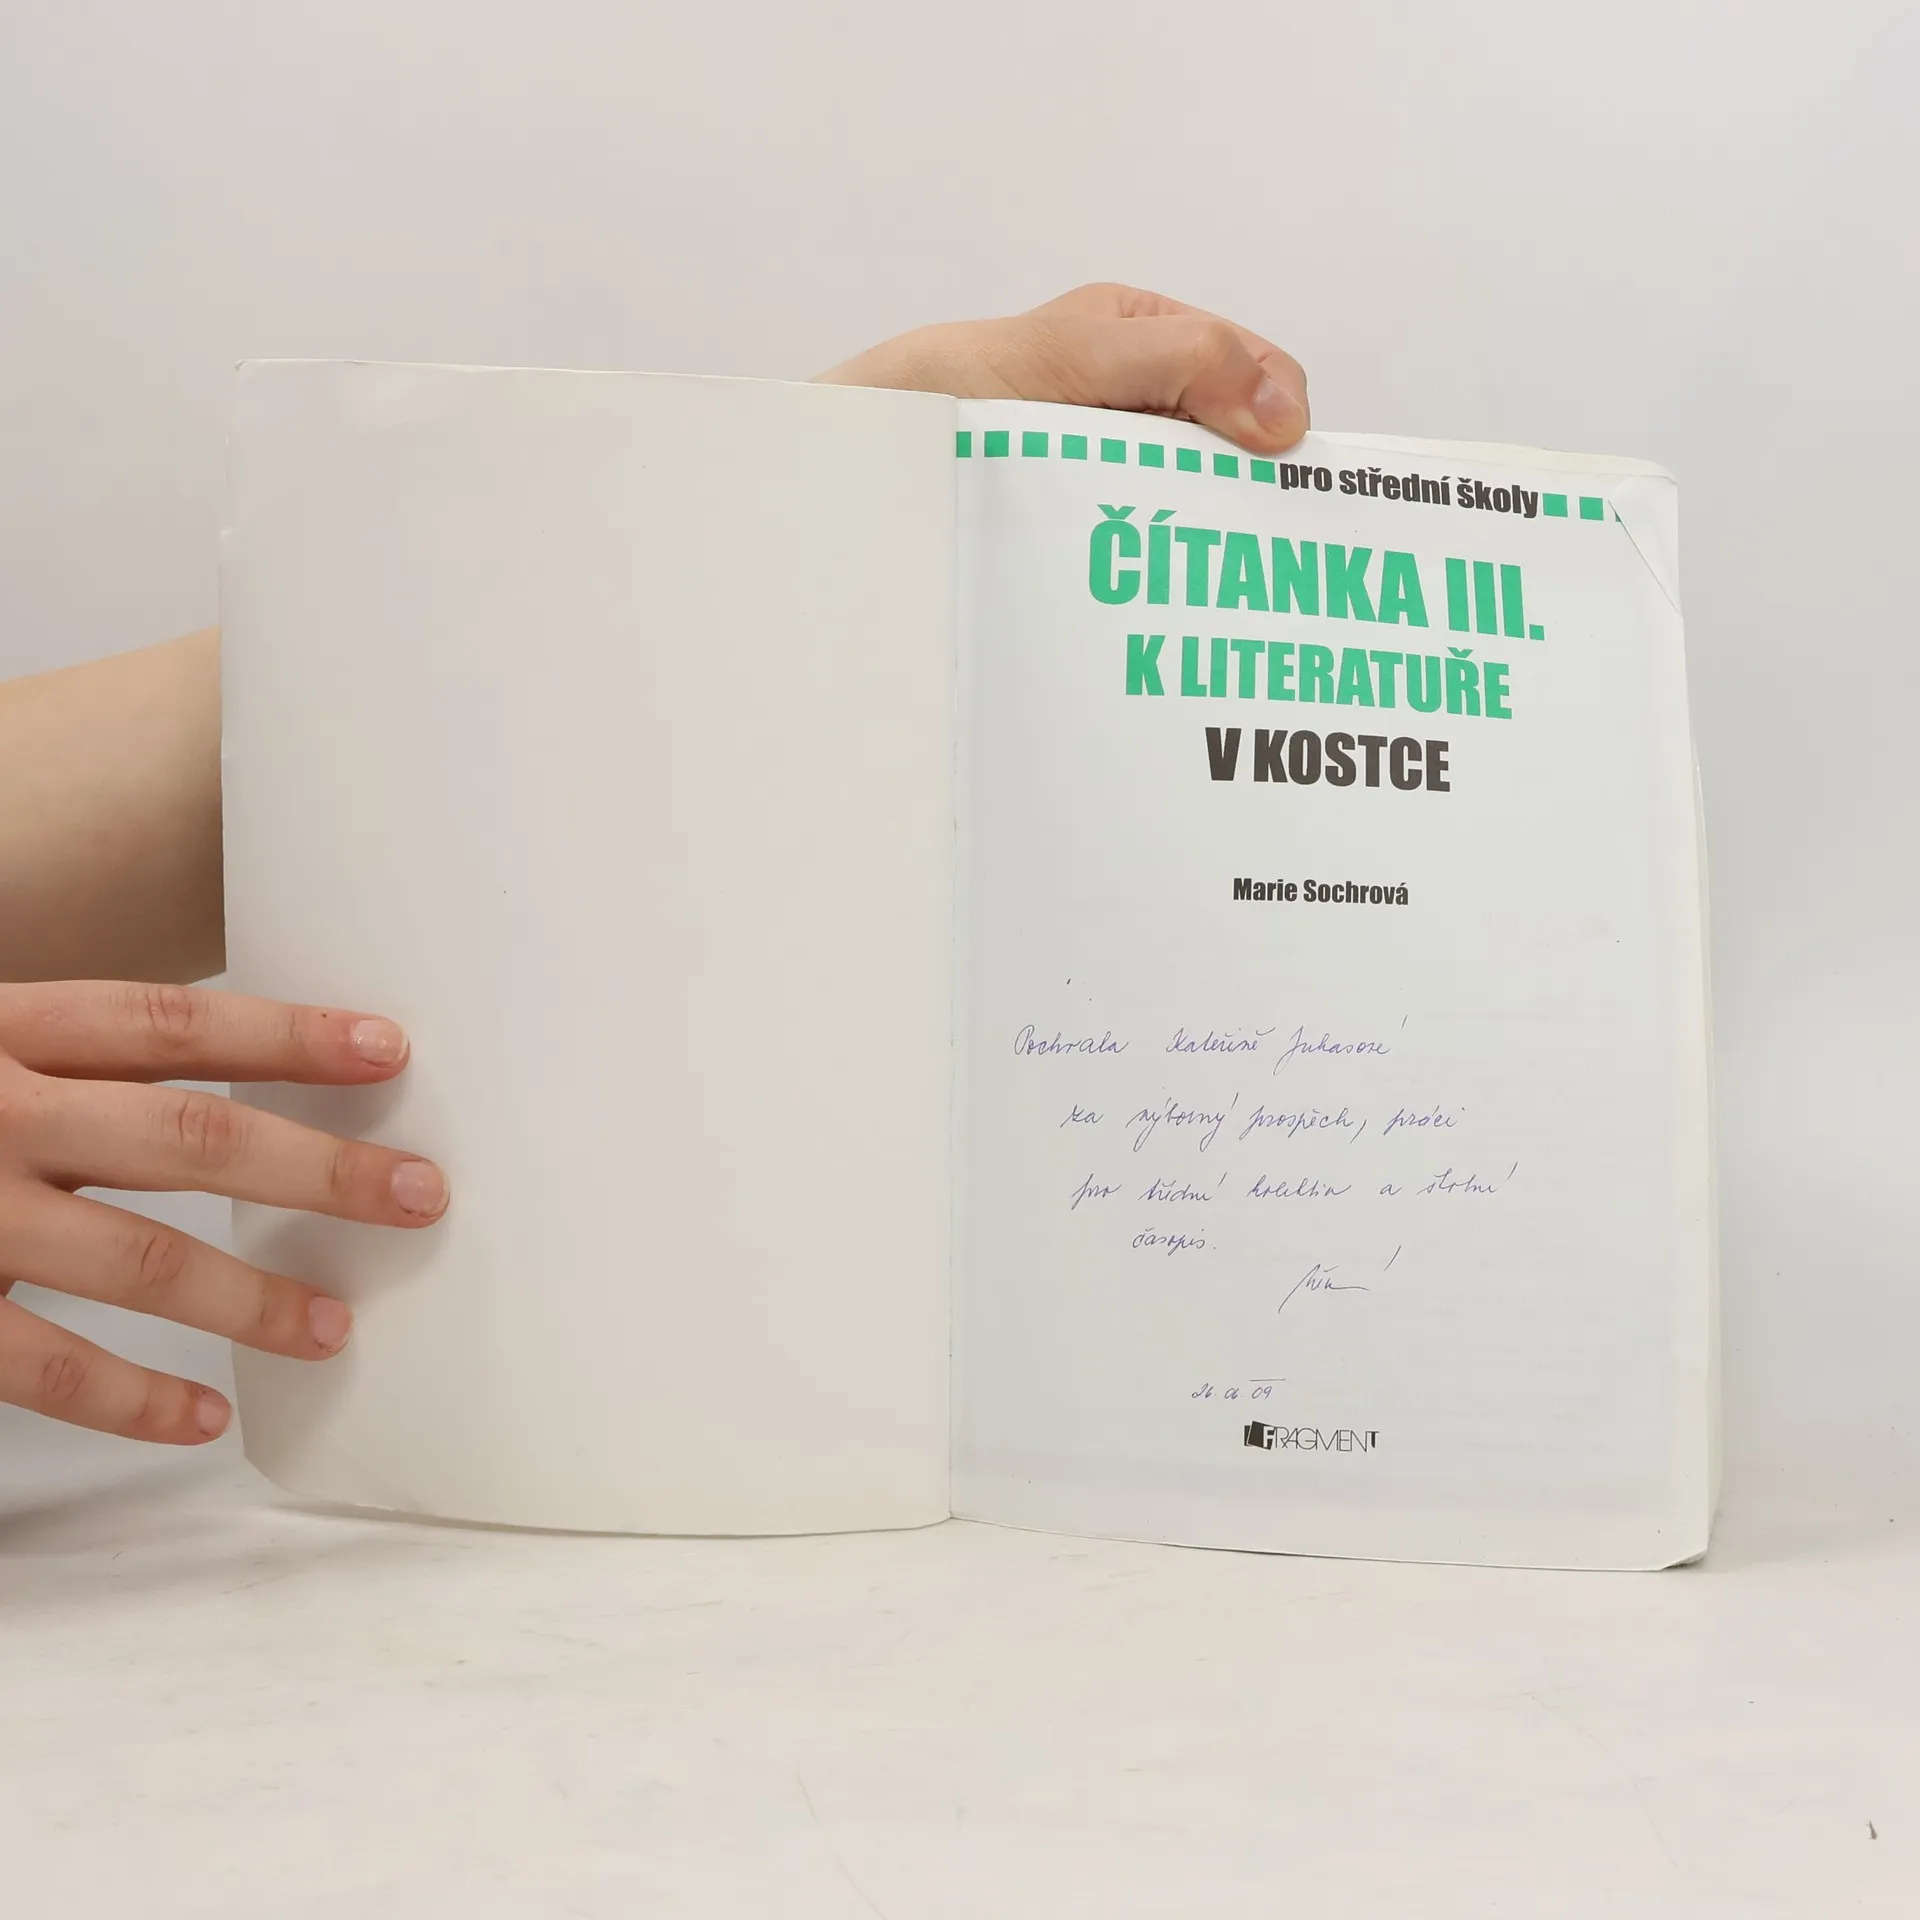 pro střední školy
ČÍTANKA III.
K LITERATUŘE
V KOSTCE
Marie Sochrová
Pochvala Kateřině Juhasové
za výborný prospěch, práci
pro třídní kolektiv a školní
časopis.
26. 06. 09
FRAGMENT